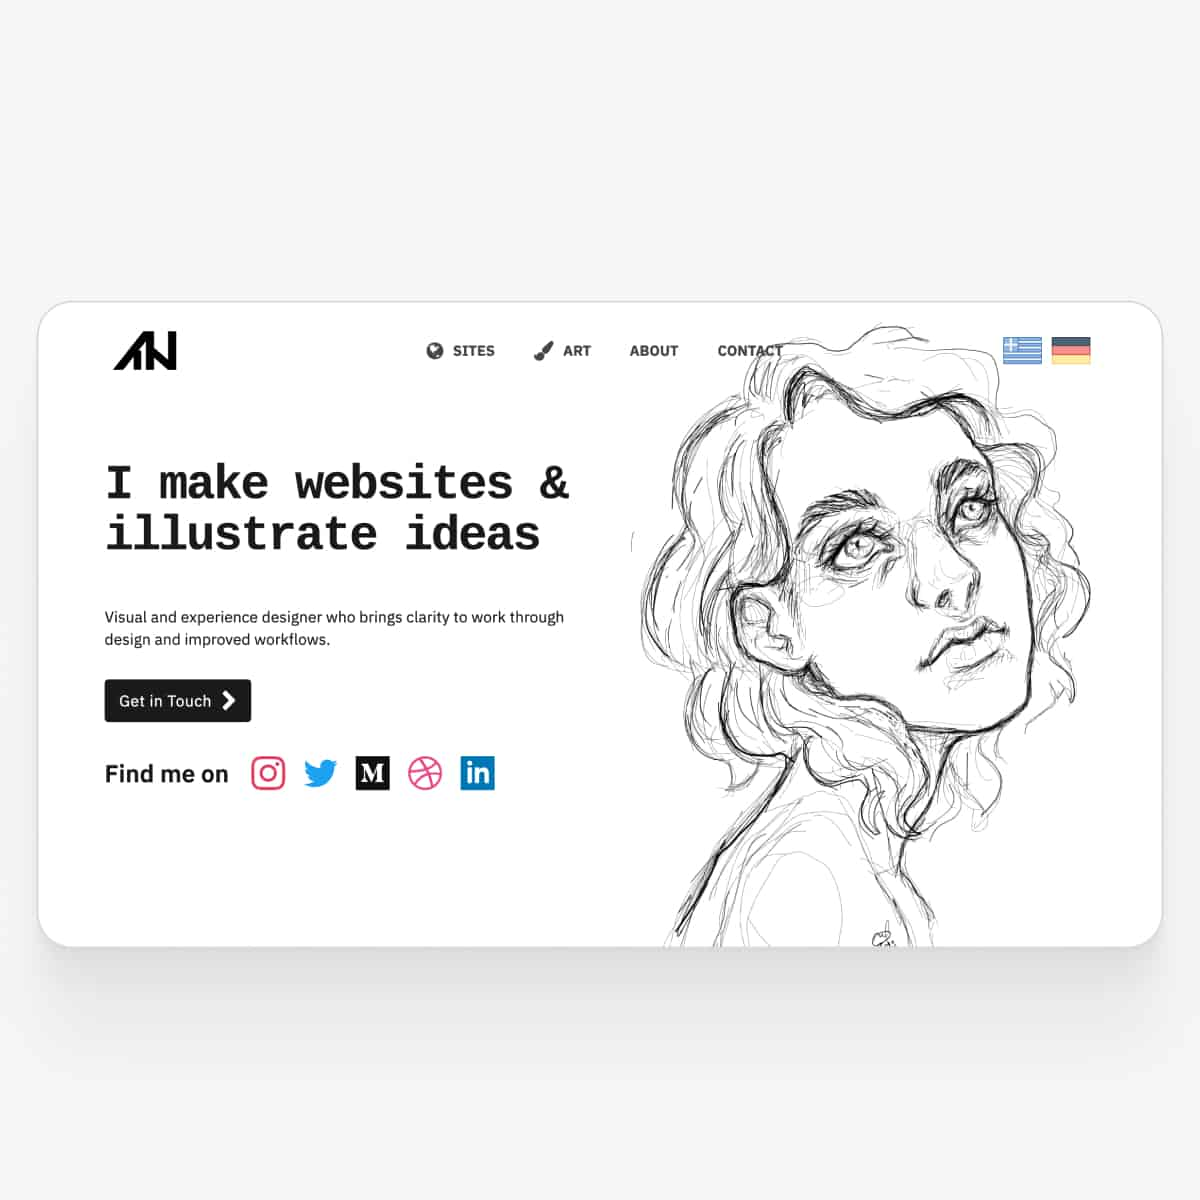 AN
SITES
ART
ABOUT
CONTACT
I make websites &
illustrate ideas
Visual and experience designer who brings clarity to work through
design and improved workflows.
Get in Touch
Find me on
M
in